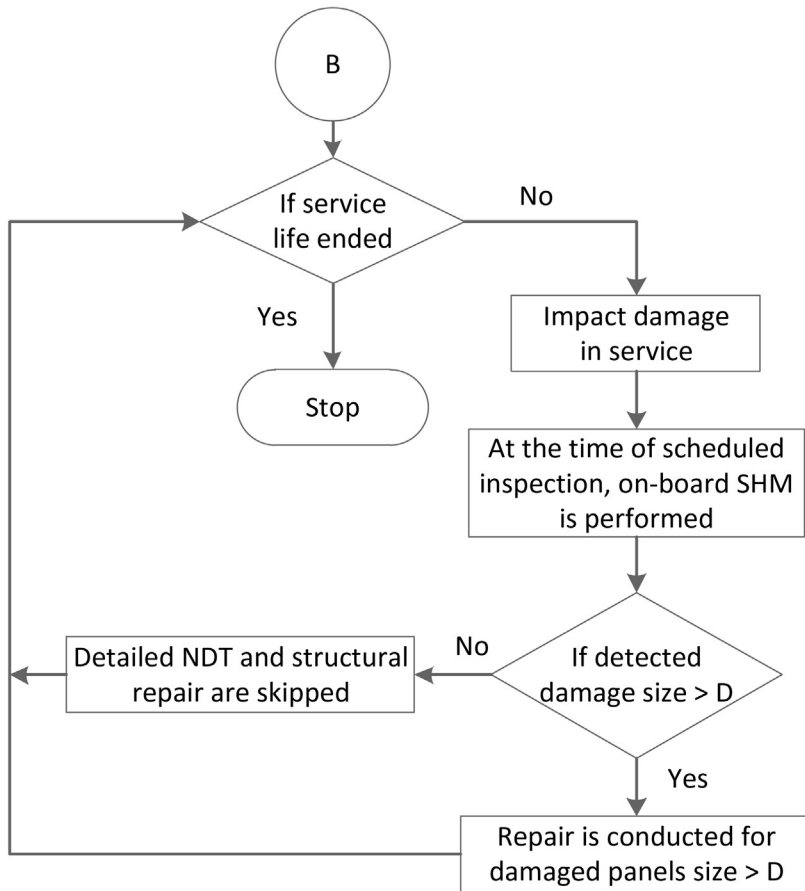 B
If service
life ended
No
Yes
Impact damage
in service
Stop
At the time of scheduled
inspection, on-board SHM
is performed
No
Detailed NDT and structural
repair are skipped
If detected
damage size > D
Yes
Repair is conducted for
damaged panels size > D